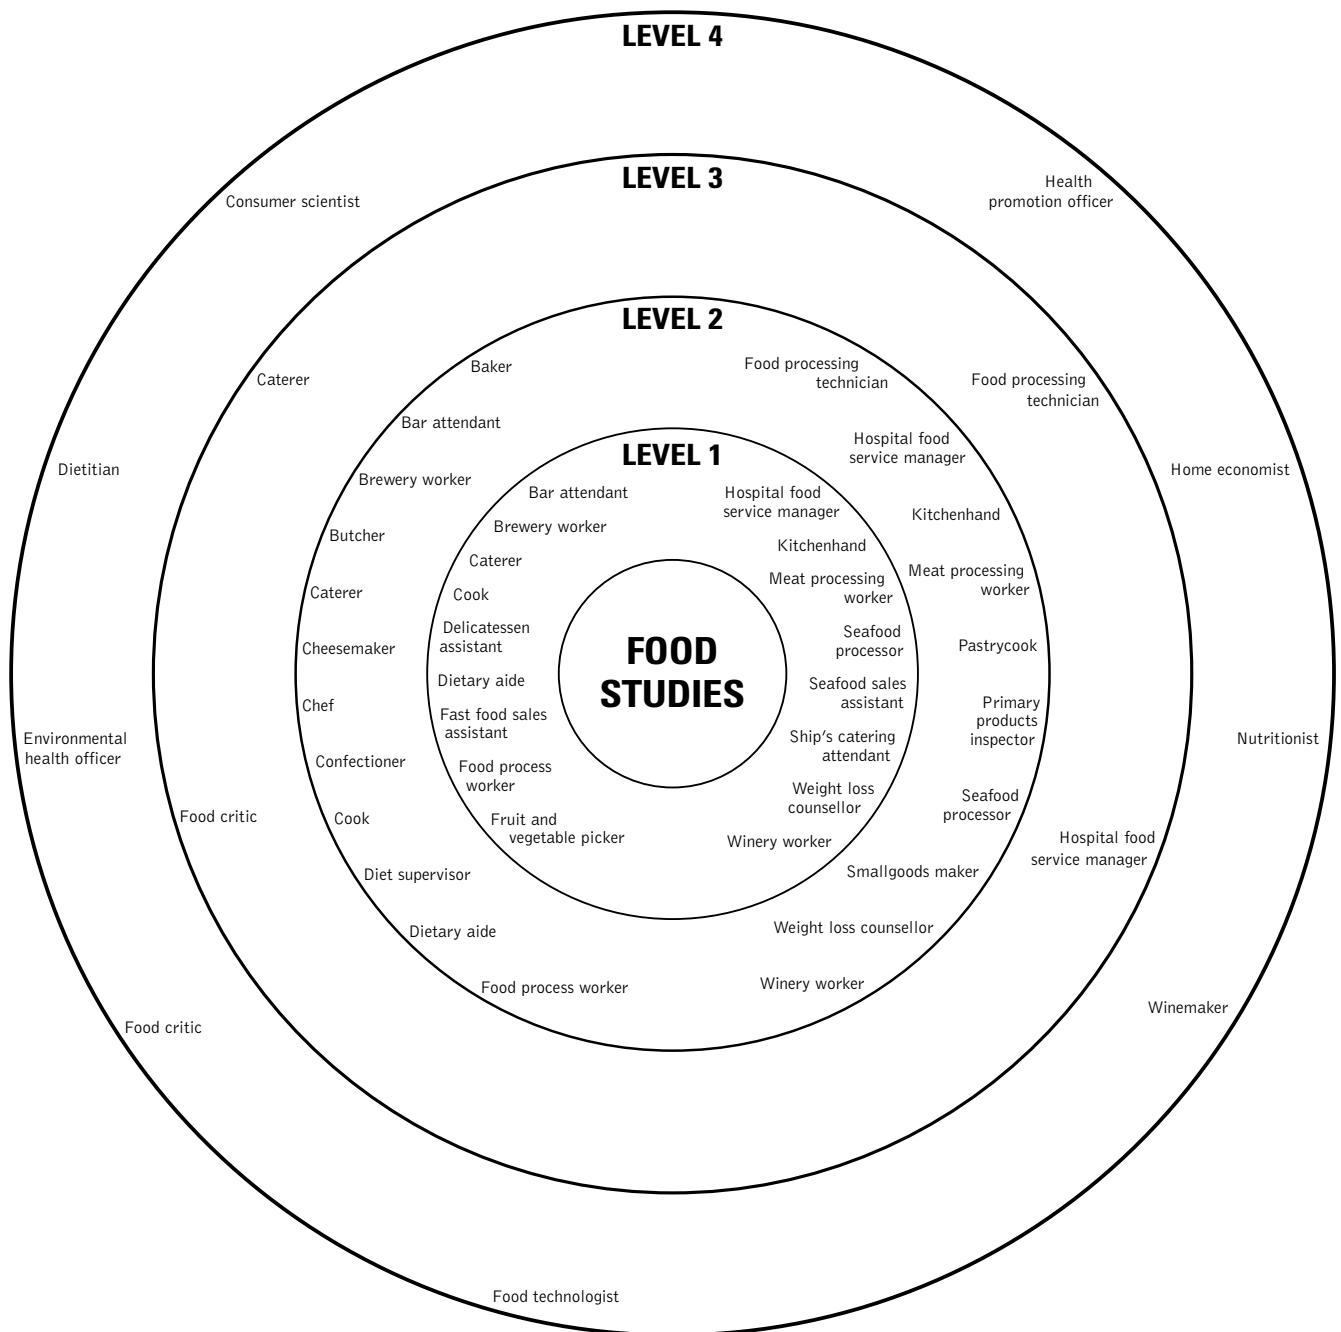 LEVEL 4
Consumer scientist
Dietitian
Environmental
health officer
Food critic
Food technologist
Health
promotion officer
Home economist
Nutritionist
Winemaker
LEVEL 3
Caterer
Food critic
Food processing
technician
Hospital food
service manager
LEVEL 2
Baker
Bar attendant
Brewery worker
Butcher
Caterer
Cheesemaker
Chef
Confectioner
Cook
Diet supervisor
Dietary aide
Food process worker
Food processing
technician
Hospital food
service manager
Kitchenhand
Meat processing
worker
Pastrycook
Primary
products
inspector
Seafood
processor
Smallgoods maker
Weight loss counsellor
Winery worker
LEVEL 1
Bar attendant
Brewery worker
Caterer
Cook
Delicatessen
assistant
Dietary aide
Fast food sales
assistant
Food process
worker
Fruit and
vegetable picker
Hospital food
service manager
Kitchenhand
Meat processing
worker
Seafood
processor
Seafood sales
assistant
Ship's catering
attendant
Weight loss
counsellor
Winery worker
FOOD
STUDIES